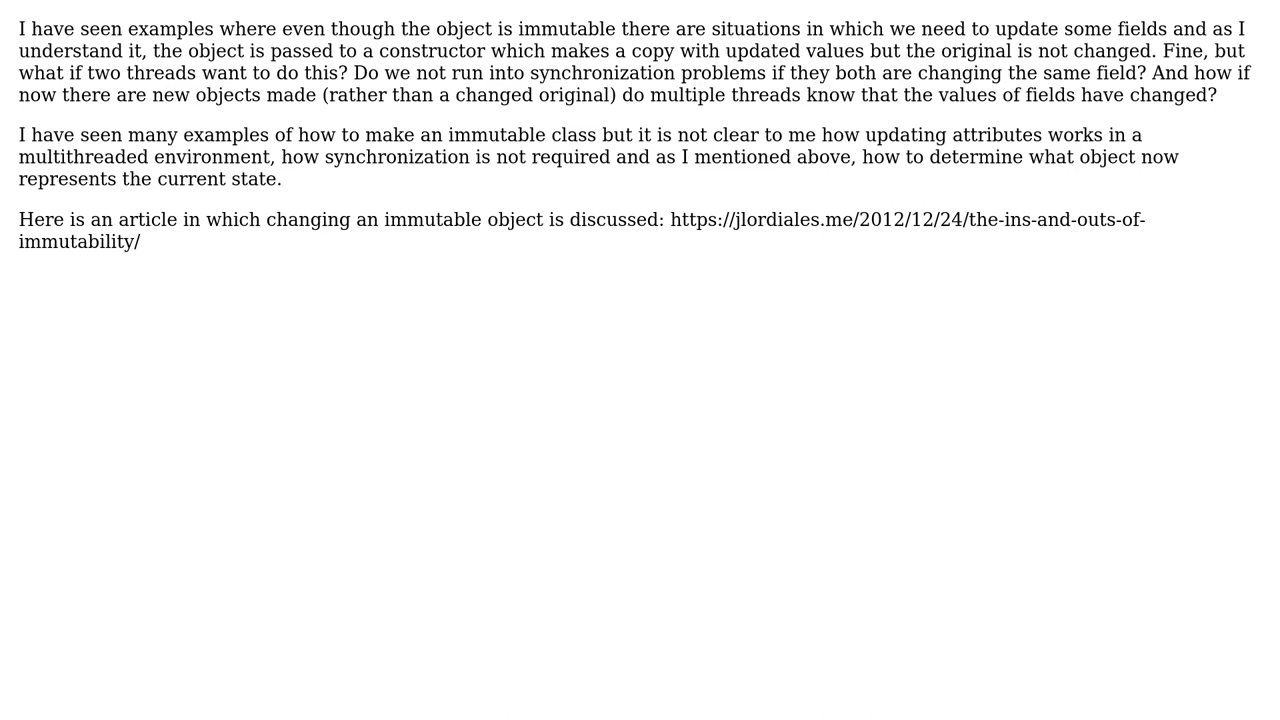 I have seen examples where even though the object is immutable there are situations in which we need to update some fields and as I
understand it, the object is passed to a constructor which makes a copy with updated values but the original is not changed. Fine, but
what if two threads want to do this? Do we not run into synchronization problems if they both are changing the same field? And how if
now there are new objects made (rather than a changed original) do multiple threads know that the values of fields have changed?
I have seen many examples of how to make an immutable class but it is not clear to me how updating attributes works in a
multithreaded environment, how synchronization is not required and as I mentioned above, how to determine what object now
represents the current state.
Here is an article in which changing an immutable object is discussed: https://jlordiales.me/2012/12/24/the-ins-and-outs-of-
immutability/